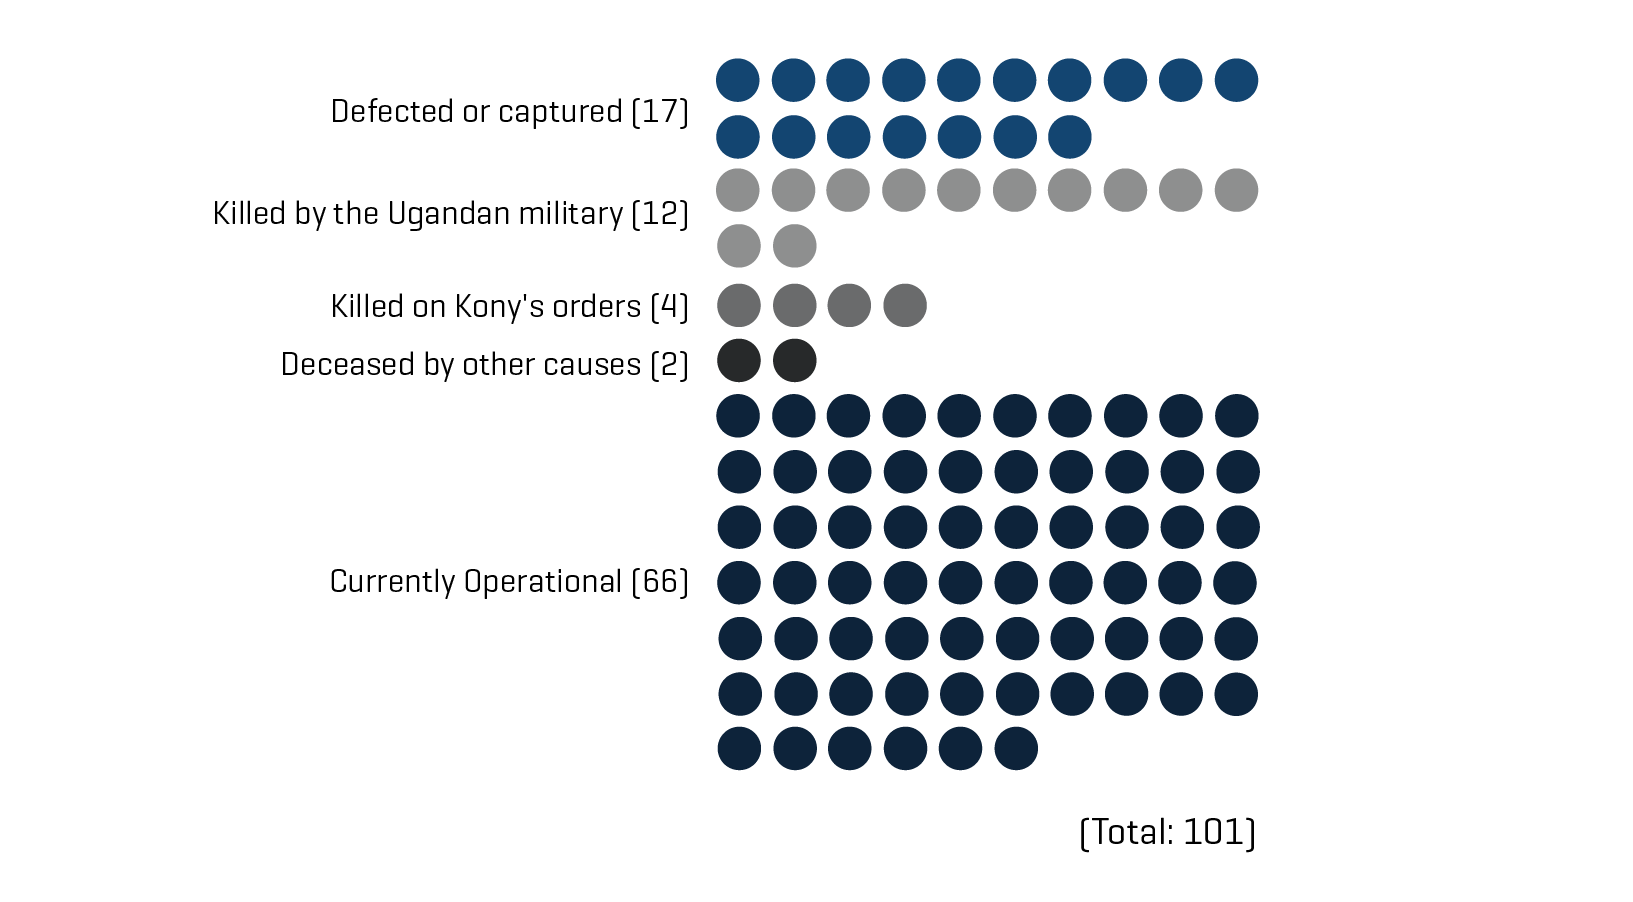 Defected or captured (17)
Killed by the Ugandan military (12)
Killed on Kony's orders (4)
Deceased by other causes (2)
Currently Operational (66)
(Total: 101)